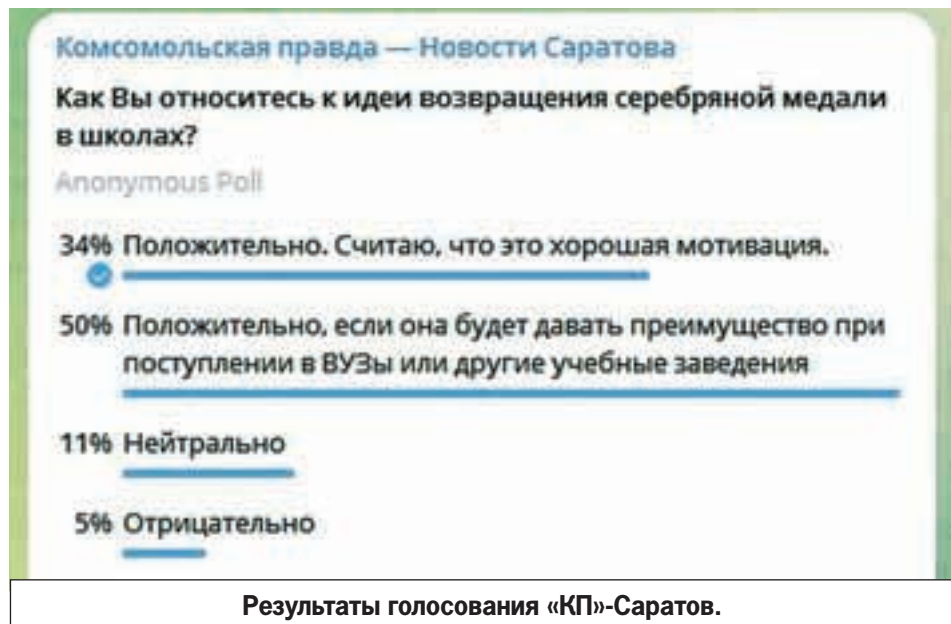 Комсомольская правда — Новости Саратова
Как Вы относитесь к идеи возвращения серебряной медали
в школах?
Anonymous Poll
34% Положительно. Считаю, что это хорошая мотивация.
50% Положительно, если она будет давать преимущество при
поступлении в ВУЗы или другие учебные заведения
11% Нейтрально
5% Отрицательно
Результаты голосования «КП»-Саратов.